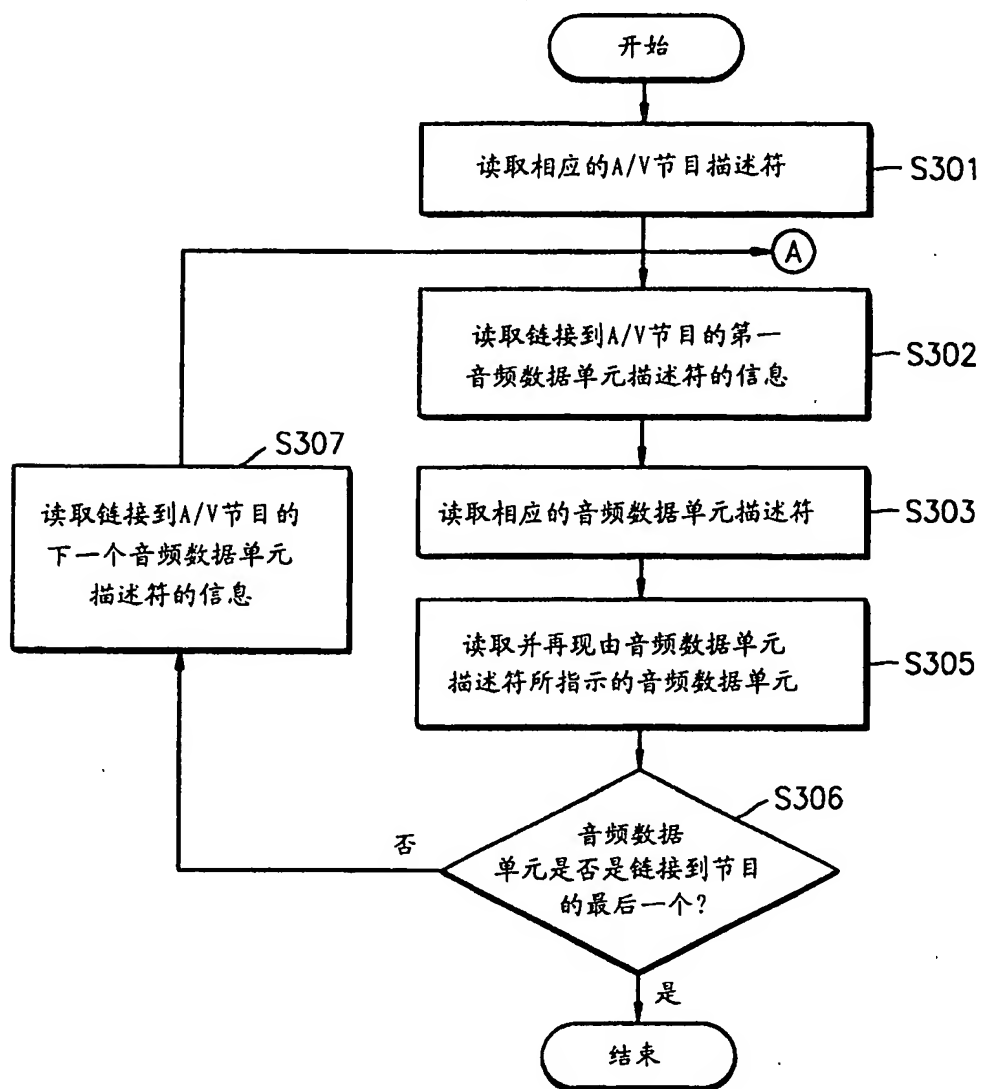 开始
读取相应的A/V节目描述符
S301
A
读取链接到A/V节目的第一
音频数据单元描述符的信息
S302
S307
读取链接到A/V节目的
下一个音频数据单元
描述符的信息
读取相应的音频数据单元描述符
S303
读取并再现由音频数据单元
描述符所指示的音频数据单元
S305
S306
音频数据
单元是否是链接到节目
的最后一个?
否
是
结束